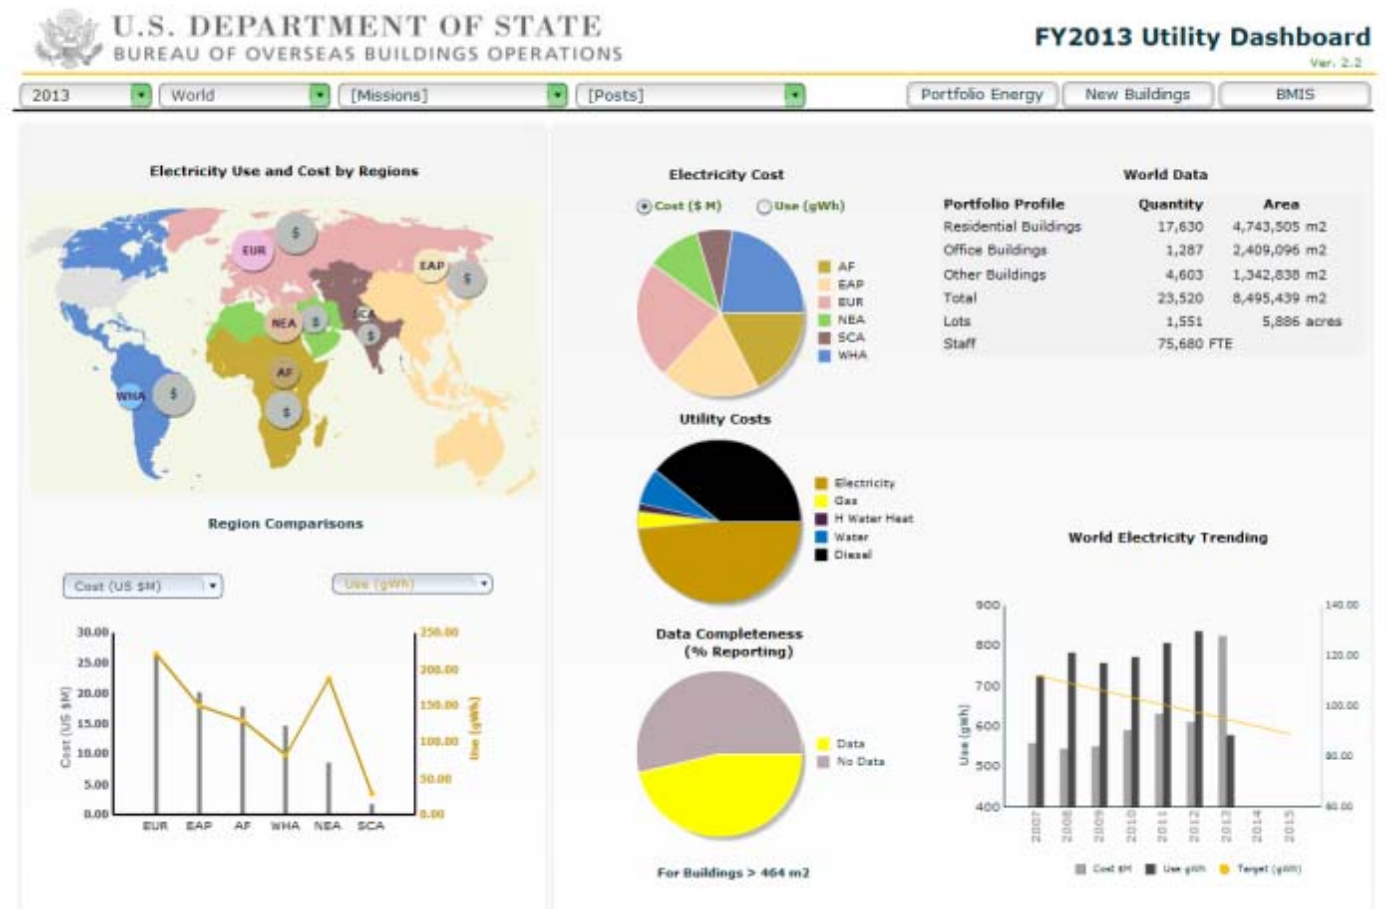 U.S. DEPARTMENT OF STATE
BUREAU OF OVERSEAS BUILDINGS OPERATIONS
FY2013 Utility Dashboard
Ver. 2.2
2013 World [Missions] [Posts] Portfolio Energy New Buildings BMIS
Electricity Use and Cost by Regions
EUR $
EAP $
NEA $
SCA $
AF $
WHA $
Region Comparisons
Cost (US $M) Use (gWh)
Cost (US $M)
30.00
25.00
20.00
15.00
10.00
5.00
0.00
250.00
200.00
150.00
100.00
50.00
0.00
Use (gWh)
EUR EAP AF WHA NEA SCA
Electricity Cost
Cost ($ M) Use (gWh)
AF
EAP
EUR
NEA
SCA
WHA
Utility Costs
Electricity
Gas
H Water Heat
Water
Diesel
Data Completeness
(% Reporting)
Data
No Data
For Buildings > 464 m2
World Data
Portfolio Profile Quantity Area
Residential Buildings 17,630 4,743,505 m2
Office Buildings 1,287 2,409,096 m2
Other Buildings 4,603 1,342,838 m2
Total 23,520 8,495,439 m2
Lots 1,551 5,886 acres
Staff 75,680 FTE
World Electricity Trending
Use (gWh)
900
800
700
600
500
400
140.00
120.00
100.00
80.00
60.00
2007 2008 2009 2010 2011 2012 2013 2014 2015
Cost $M Use gWh Target (gWh)